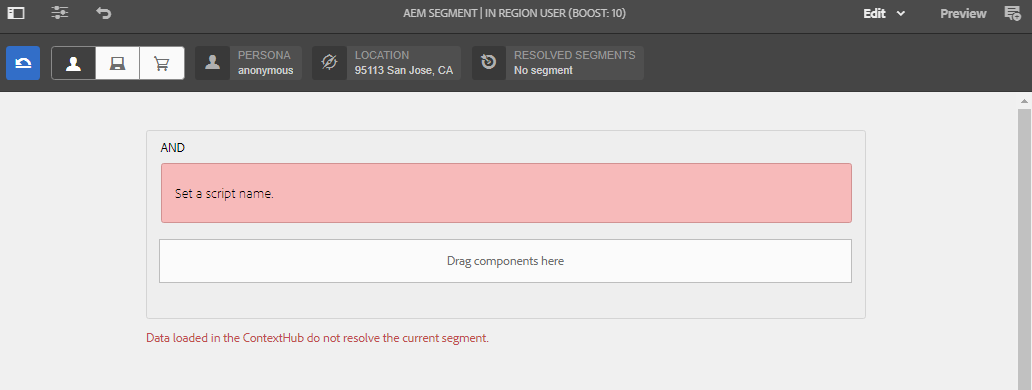 AEM SEGMENT | IN REGION USER (BOOST: 10)
Edit
Preview
PERSONA
anonymous
LOCATION
95113 San Jose, CA
RESOLVED SEGMENTS
No segment
AND
Set a script name.
Drag components here
Data loaded in the ContextHub do not resolve the current segment.